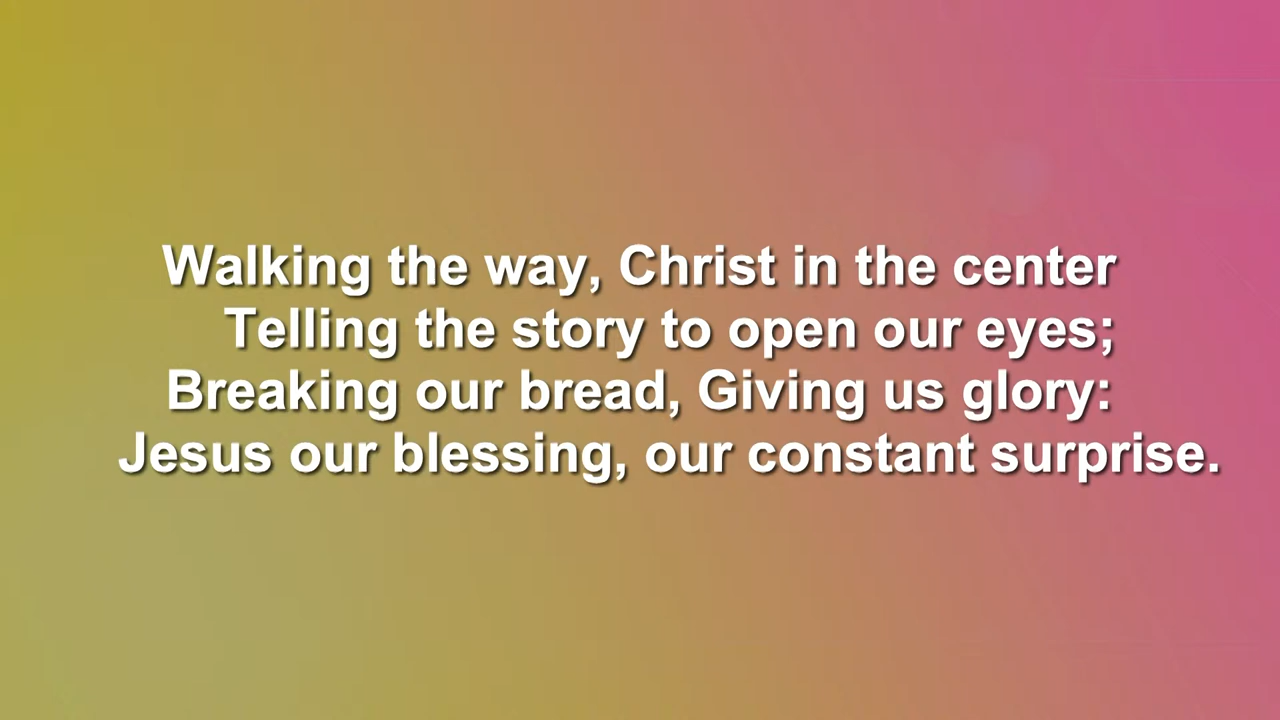 Walking the way, Christ in the center
Telling the story to open our eyes;
Breaking our bread, Giving us glory:
Jesus our blessing, our constant surprise.